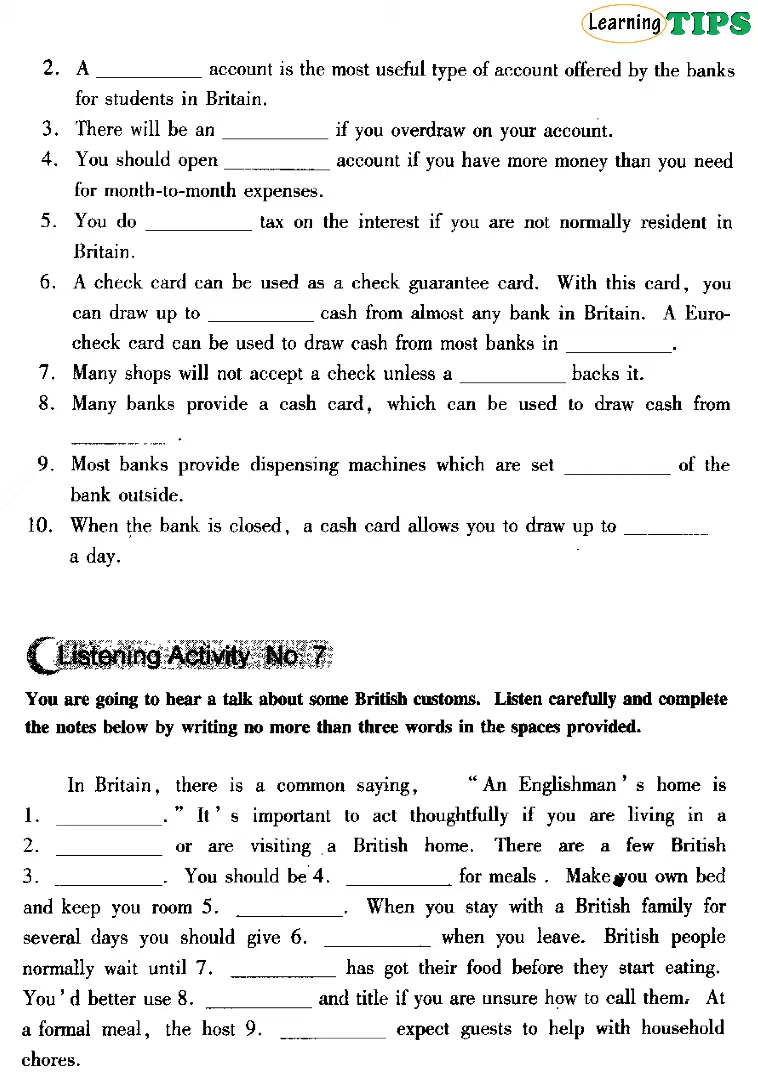 Learning TIPS
2. A __________ account is the most useful type of account offered by the banks
for students in Britain.
3. There will be an __________ if you overdraw on your account.
4. You should open __________ account if you have more money than you need
for month-to-month expenses.
5. You do __________ tax on the interest if you are not normally resident in
Britain.
6. A check card can be used as a check guarantee card. With this card, you
can draw up to __________ cash from almost any bank in Britain. A Euro-
check card can be used to draw cash from most banks in __________.
7. Many shops will not accept a check unless a __________ backs it.
8. Many banks provide a cash card, which can be used to draw cash from
__________.
9. Most banks provide dispensing machines which are set __________ of the
bank outside.
10. When the bank is closed, a cash card allows you to draw up to ________
a day.
Listening Activity No. 7
You are going to hear a talk about some British customs. Listen carefully and complete
the notes below by writing no more than three words in the spaces provided.
In Britain, there is a common saying, "An Englishman's home is
1. __________." It's important to act thoughtfully if you are living in a
2. __________ or are visiting a British home. There are a few British
3. __________. You should be 4. __________ for meals. Make you own bed
and keep you room 5. __________. When you stay with a British family for
several days you should give 6. __________ when you leave. British people
normally wait until 7. __________ has got their food before they start eating.
You'd better use 8. __________ and title if you are unsure how to call them. At
a formal meal, the host 9. __________ expect guests to help with household
chores.